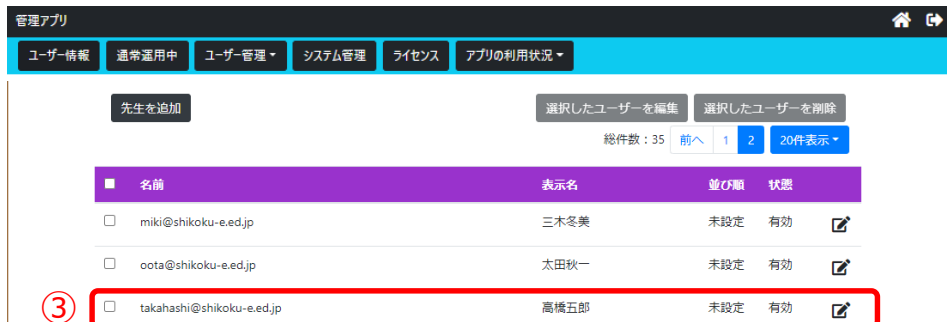 管理アプリ
ユーザー情報 通常運用中 ユーザー管理 システム管理 ライセンス アプリの利用状況
先生を追加 選択したユーザーを編集 選択したユーザーを削除
総件数：35 前へ 1 2 20件表示
名前 表示名 並び順 状態
miki@shikoku-e.ed.jp 三木冬美 未設定 有効
oota@shikoku-e.ed.jp 太田秋一 未設定 有効
③ takahashi@shikoku-e.ed.jp 高橋五郎 未設定 有効